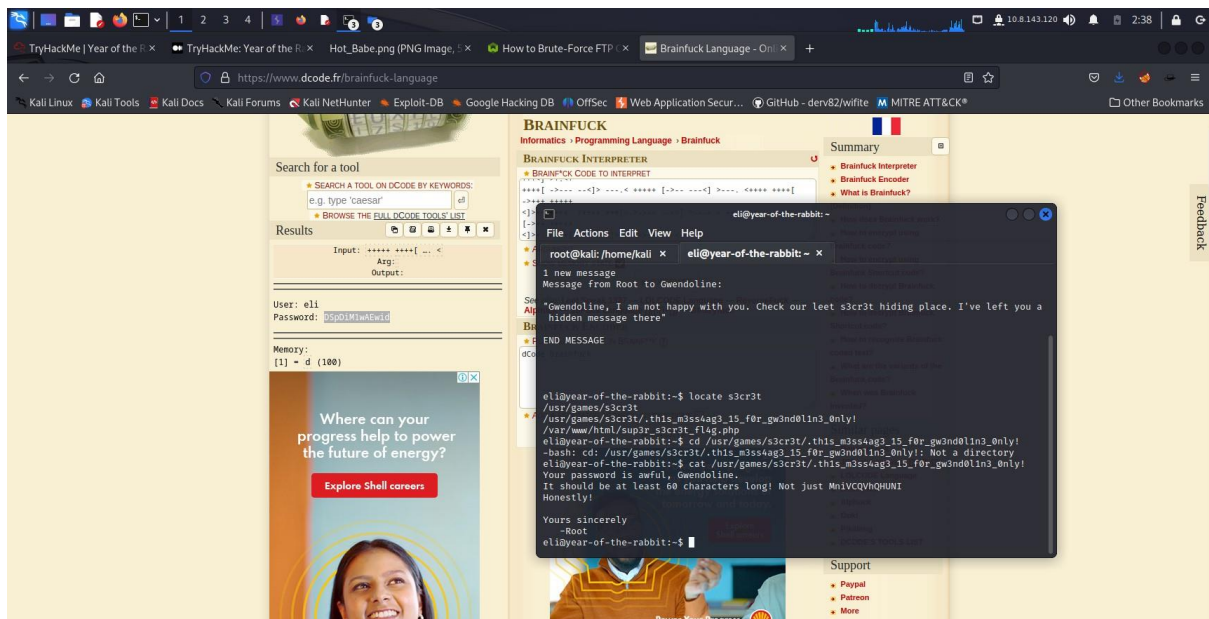 1 2 3 4
10.8.143.120
2:38
TryHackMe | Year of the R
TryHackMe: Year of the R
Hot_Babe.png (PNG Image, 5
How to Brute-Force FTP
Brainfuck Language - Onl
https://www.dcode.fr/brainfuck-language
Kali Linux
Kali Tools
Kali Docs
Kali Forums
Kali NetHunter
Exploit-DB
Google Hacking DB
OffSec
Web Application Secur...
GitHub - derv82/wifite
MITRE ATT&CK®
Other Bookmarks
Search for a tool
SEARCH A TOOL ON DCODE BY KEYWORDS:
e.g. type 'caesar'
BROWSE THE FULL DCODE TOOLS' LIST
Results
Input: +++++ ++++[ …. <
Arg:
Output:
User: eli
Password: DSpDiM1wAEwid
Memory:
[1] = d (100)
Where can your
progress help to power
the future of energy?
Explore Shell careers
BRAINFUCK
Informatics › Programming Language › Brainfuck
BRAINFUCK INTERPRETER
BRAINF*CK CODE TO INTERPRET
++++[ ->--- --<]> ---.< +++++ [->-- ---<] >---. <++++ ++++[
->+++ +++++
Summary
Brainfuck Interpreter
Brainfuck Encoder
What is Brainfuck?
Feedback
eli@year-of-the-rabbit: ~
File Actions Edit View Help
root@kali: /home/kali ×
eli@year-of-the-rabbit: ~ ×
1 new message
Message from Root to Gwendoline:
"Gwendoline, I am not happy with you. Check our leet s3cr3t hiding place. I've left you a
hidden message there"
END MESSAGE
eli@year-of-the-rabbit:~$ locate s3cr3t
/usr/games/s3cr3t
/usr/games/s3cr3t/.th1s_m3ss4ag3_15_f0r_gw3nd0l1n3_0nly!
/var/www/html/sup3r_s3cr3t_fl4g.php
eli@year-of-the-rabbit:~$ cd /usr/games/s3cr3t/.th1s_m3ss4ag3_15_f0r_gw3nd0l1n3_0nly!
-bash: cd: /usr/games/s3cr3t/.th1s_m3ss4ag3_15_f0r_gw3nd0l1n3_0nly!: Not a directory
eli@year-of-the-rabbit:~$ cat /usr/games/s3cr3t/.th1s_m3ss4ag3_15_f0r_gw3nd0l1n3_0nly!
Your password is awful, Gwendoline.
It should be at least 60 characters long! Not just MniVCQVhQHUNI
Honestly!
Yours sincerely
-Root
eli@year-of-the-rabbit:~$
Support
Paypal
Patreon
More